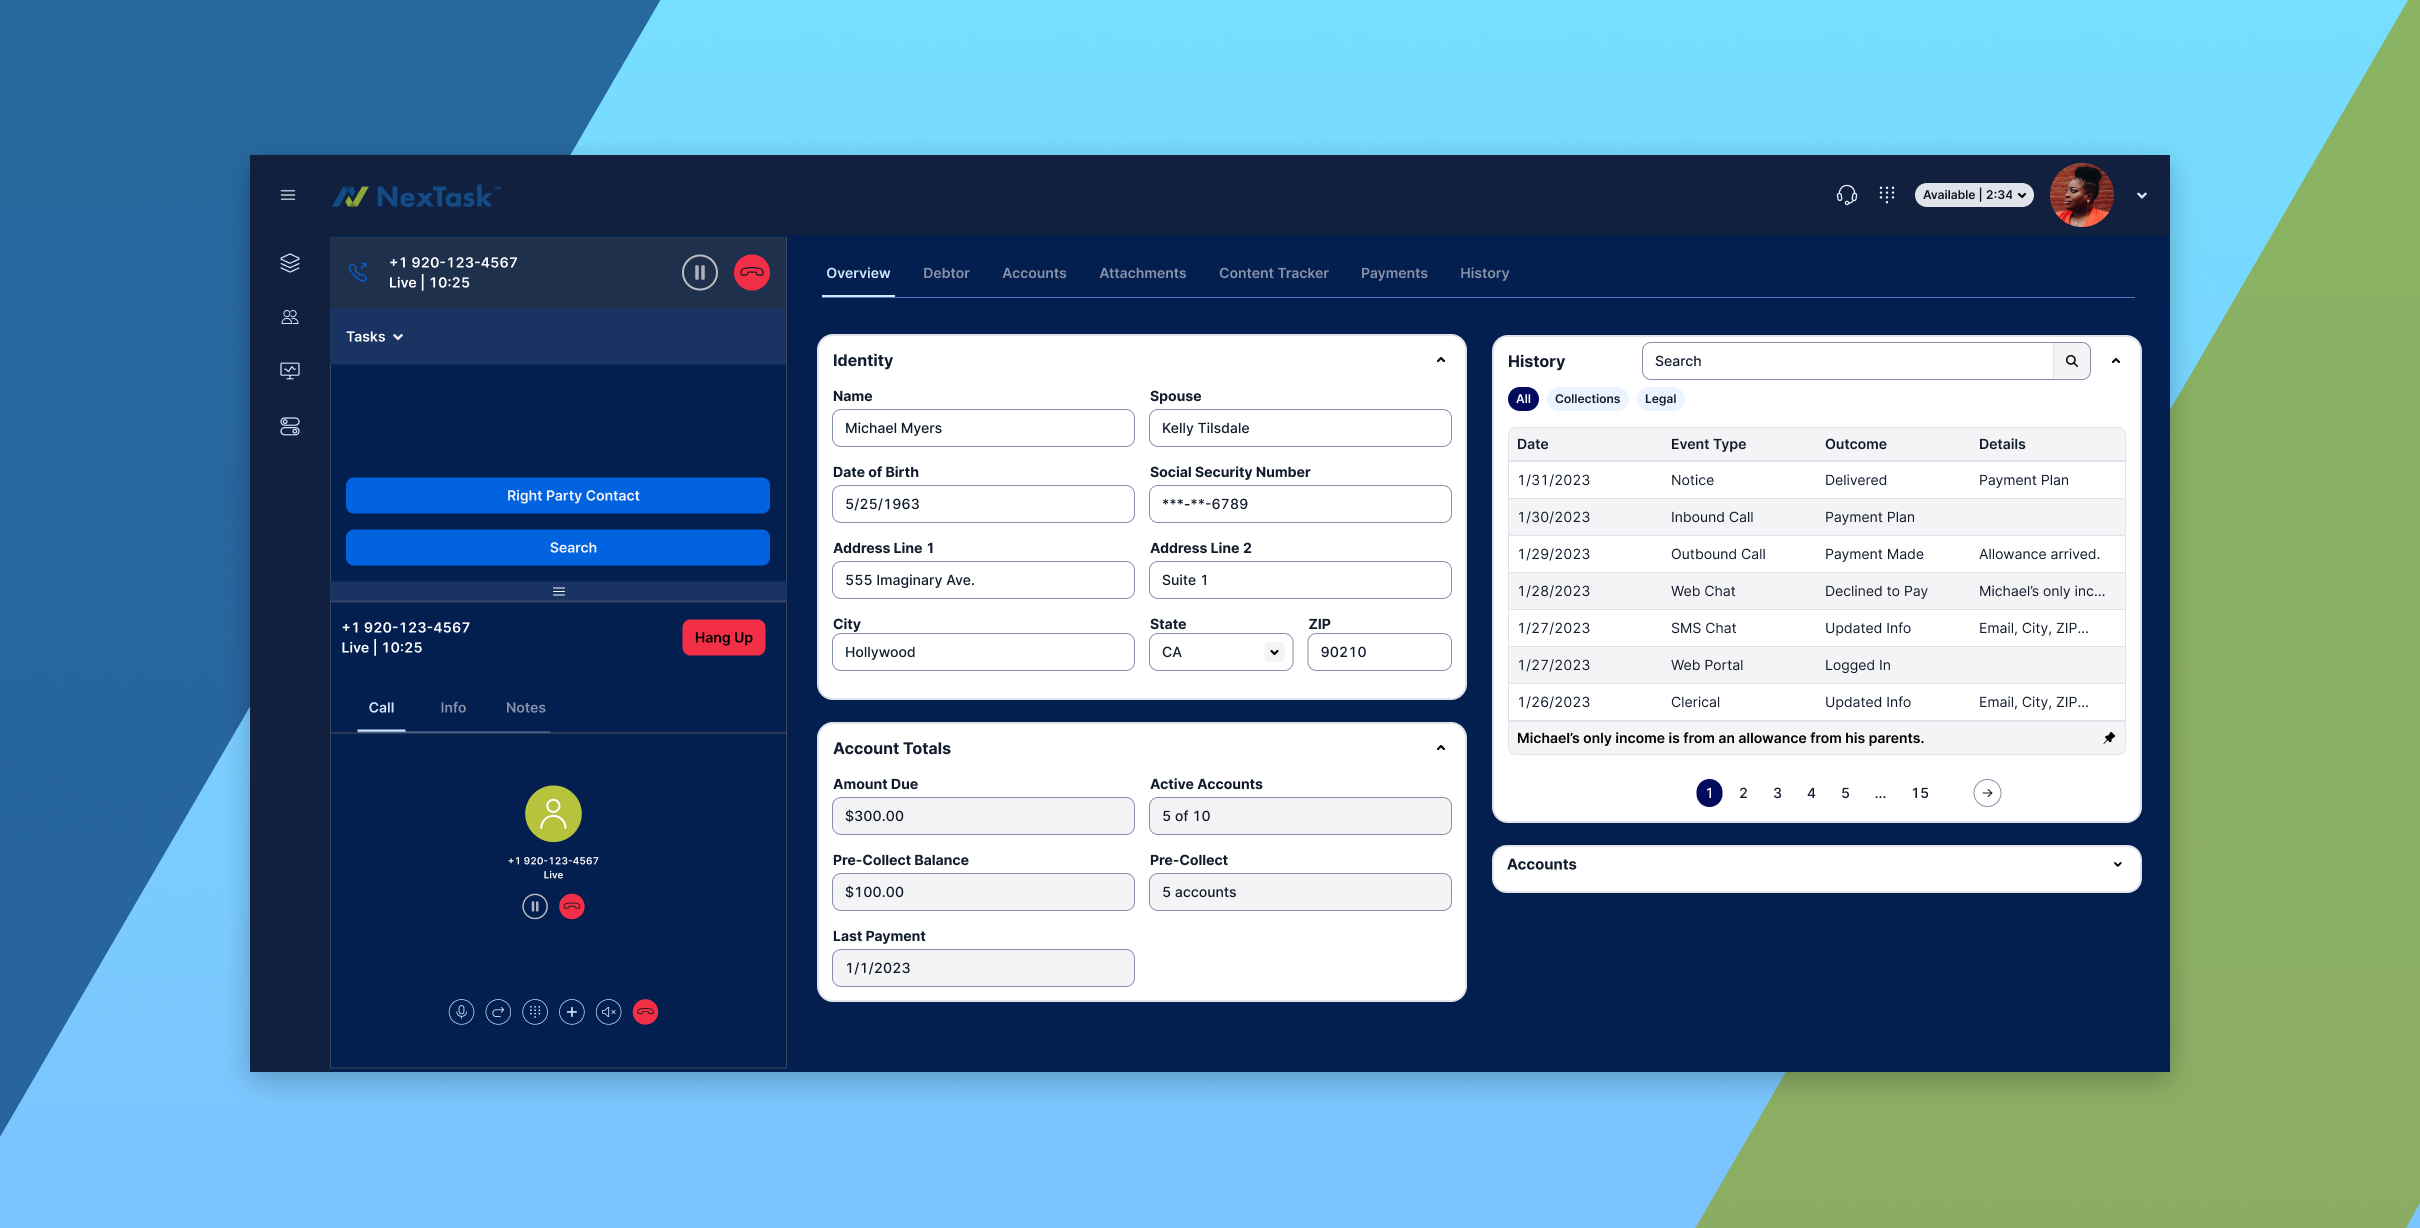 NexTask™
Available | 2:34
+1 920-123-4567
Live | 10:25
Tasks
Right Party Contact
Search
+1 920-123-4567
Live | 10:25
Hang Up
Call Info Notes
+1 920-123-4567
Live
Overview Debtor Accounts Attachments Content Tracker Payments History
Identity
Name Spouse
Michael Myers Kelly Tilsdale
Date of Birth Social Security Number
5/25/1963 ***-**-6789
Address Line 1 Address Line 2
555 Imaginary Ave. Suite 1
City State ZIP
Hollywood CA 90210
Account Totals
Amount Due Active Accounts
$300.00 5 of 10
Pre-Collect Balance Pre-Collect
$100.00 5 accounts
Last Payment
1/1/2023
History Search
All Collections Legal
Date Event Type Outcome Details
1/31/2023 Notice Delivered Payment Plan
1/30/2023 Inbound Call Payment Plan
1/29/2023 Outbound Call Payment Made Allowance arrived.
1/28/2023 Web Chat Declined to Pay Michael’s only inc...
1/27/2023 SMS Chat Updated Info Email, City, ZIP...
1/27/2023 Web Portal Logged In
1/26/2023 Clerical Updated Info Email, City, ZIP...
Michael’s only income is from an allowance from his parents.
1 2 3 4 5 ... 15
Accounts